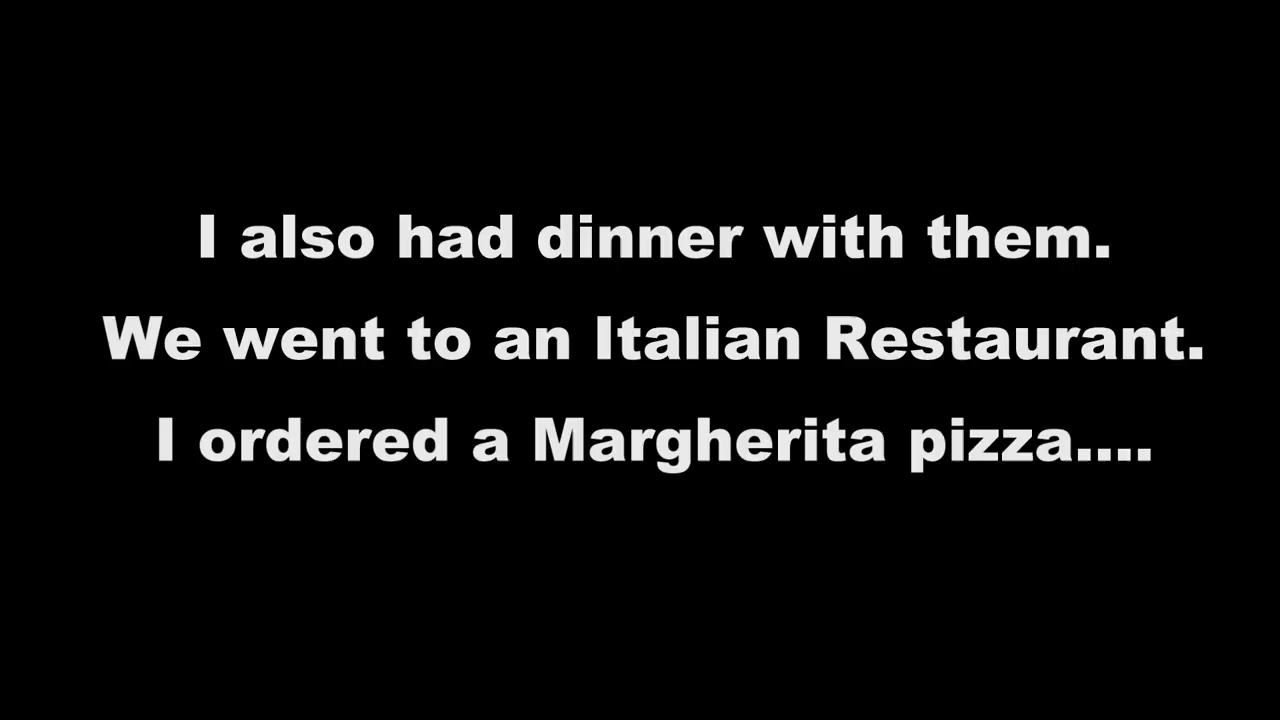 I also had dinner with them.
We went to an Italian Restaurant.
I ordered a Margherita pizza....